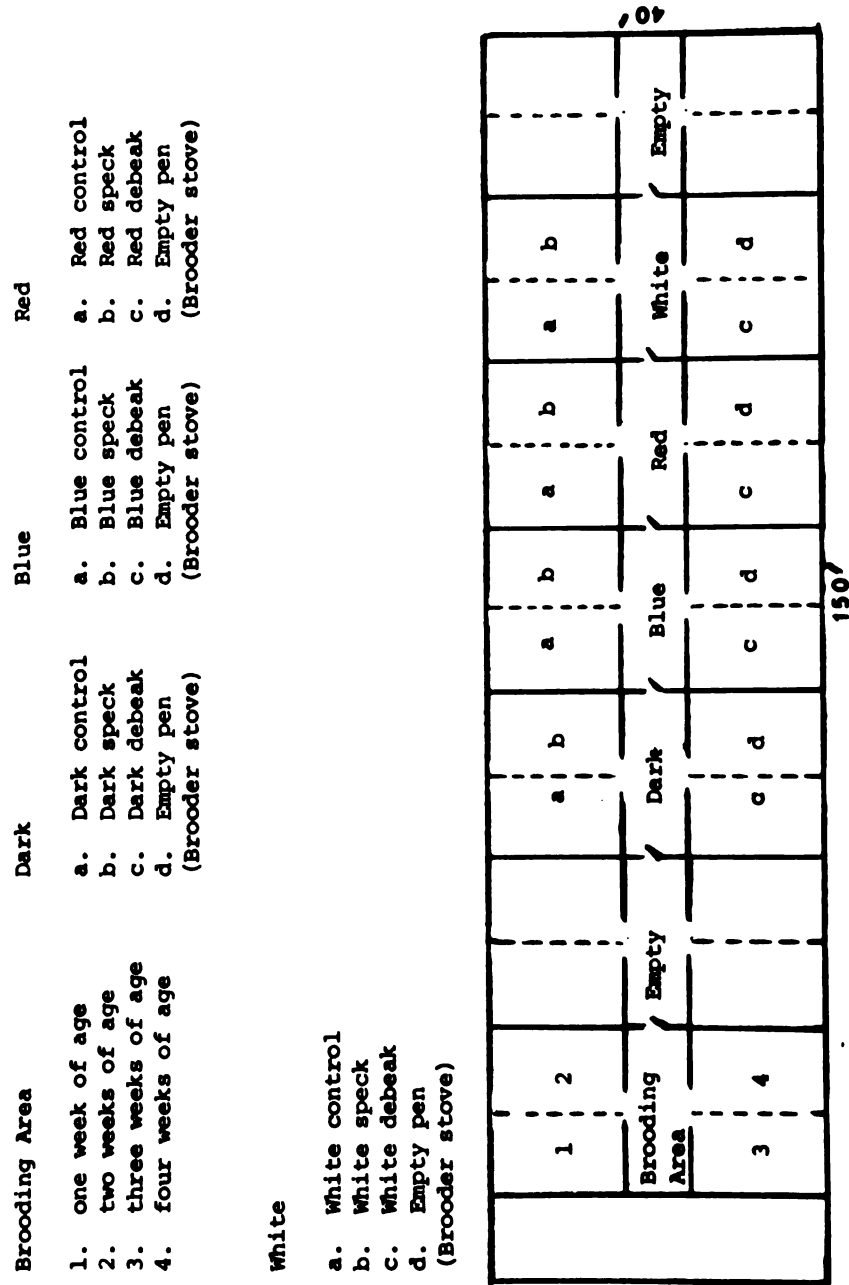 Brooding Area
1. one week of age
2. two weeks of age
3. three weeks of age
4. four weeks of age
Dark
a. Dark control
b. Dark speck
c. Dark debeak
d. Empty pen
(Brooder stove)
Blue
a. Blue control
b. Blue speck
c. Blue debeak
d. Empty pen
(Brooder stove)
Red
a. Red control
b. Red speck
c. Red debeak
d. Empty pen
(Brooder stove)
White
a. White control
b. White speck
c. White debeak
d. Empty pen
(Brooder stove)
1 2 a b a b a b a b
Brooding Area Empty Dark Blue Red White Empty
3 4 c d c d c d c d
40'
150'